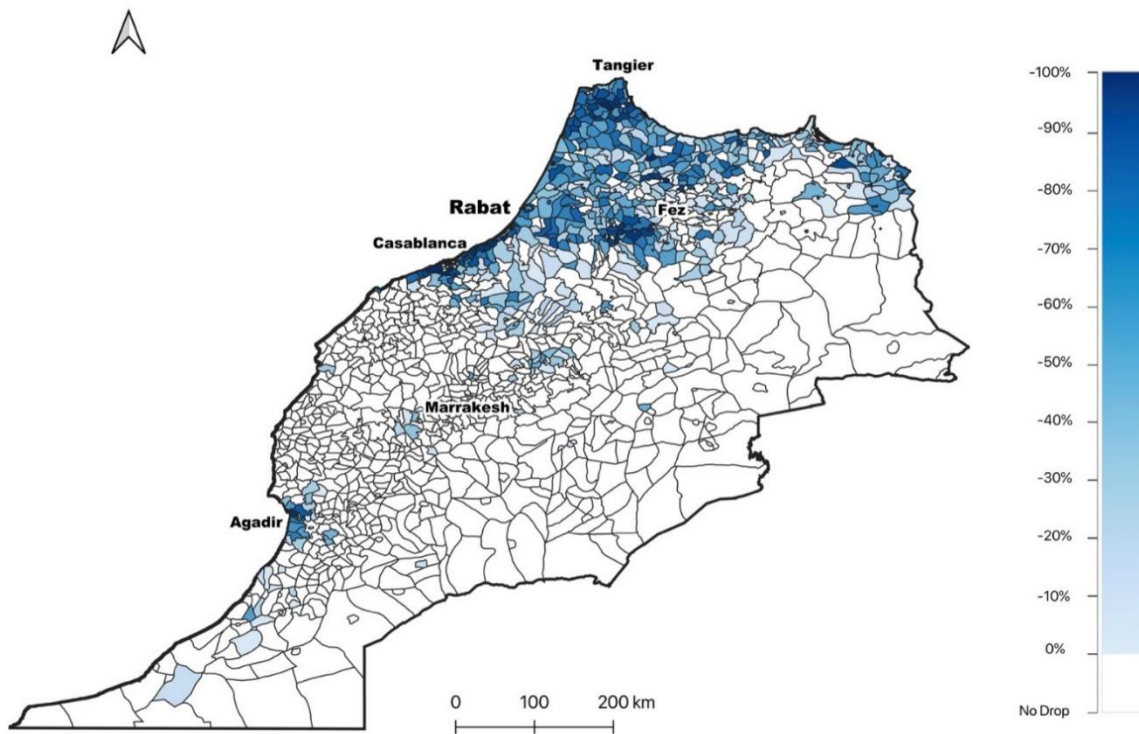 Tangier
-100%
-90%
-80%
Rabat
Fez
Casablanca
-70%
-60%
-50%
Marrakesh
-40%
-30%
Agadir
-20%
-10%
0%
0 100 200 km
No Drop